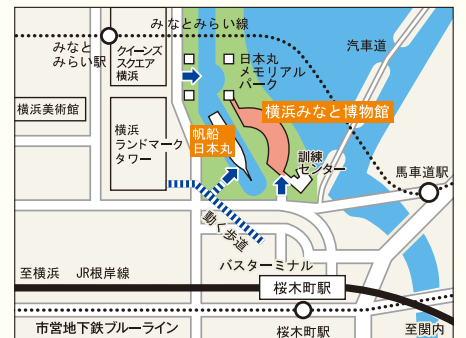 みなとみらい線
みなと
みらい駅
クイーンズ
スクエア
横浜
日本丸
メモリアル
パーク
汽車道
横浜美術館
横浜みなと博物館
横浜
ランドマーク
タワー
帆船
日本丸
訓練
センター
馬車道駅
動く歩道
バスターミナル
至横浜 JR根岸線
桜木町駅
市営地下鉄ブルーライン
桜木町駅
至関内